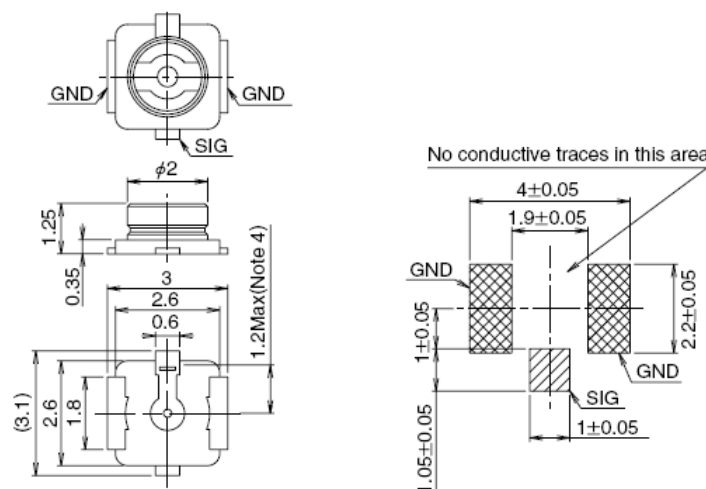 GND
GND
SIG
φ2
1.25
0.35
3
2.6
0.6
1.2Max(Note 4)
(3.1)
2.6
1.8
No conductive traces in this area
4±0.05
1.9±0.05
GND
2.2±0.05
1±0.05
GND
SIG
1±0.05
1.05±0.05